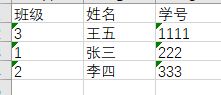 班级 姓名 学号
3 王五 1111
1 张三 222
2 李四 333